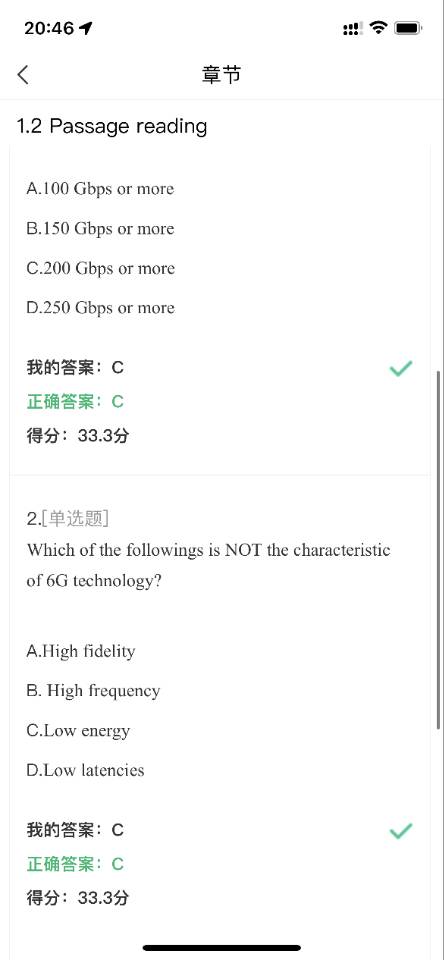 20:46
章节
1.2 Passage reading
A.100 Gbps or more
B.150 Gbps or more
C.200 Gbps or more
D.250 Gbps or more
我的答案：C
正确答案：C
得分：33.3分
2.[单选题]
Which of the followings is NOT the characteristic
of 6G technology?
A.High fidelity
B. High frequency
C.Low energy
D.Low latencies
我的答案：C
正确答案：C
得分：33.3分